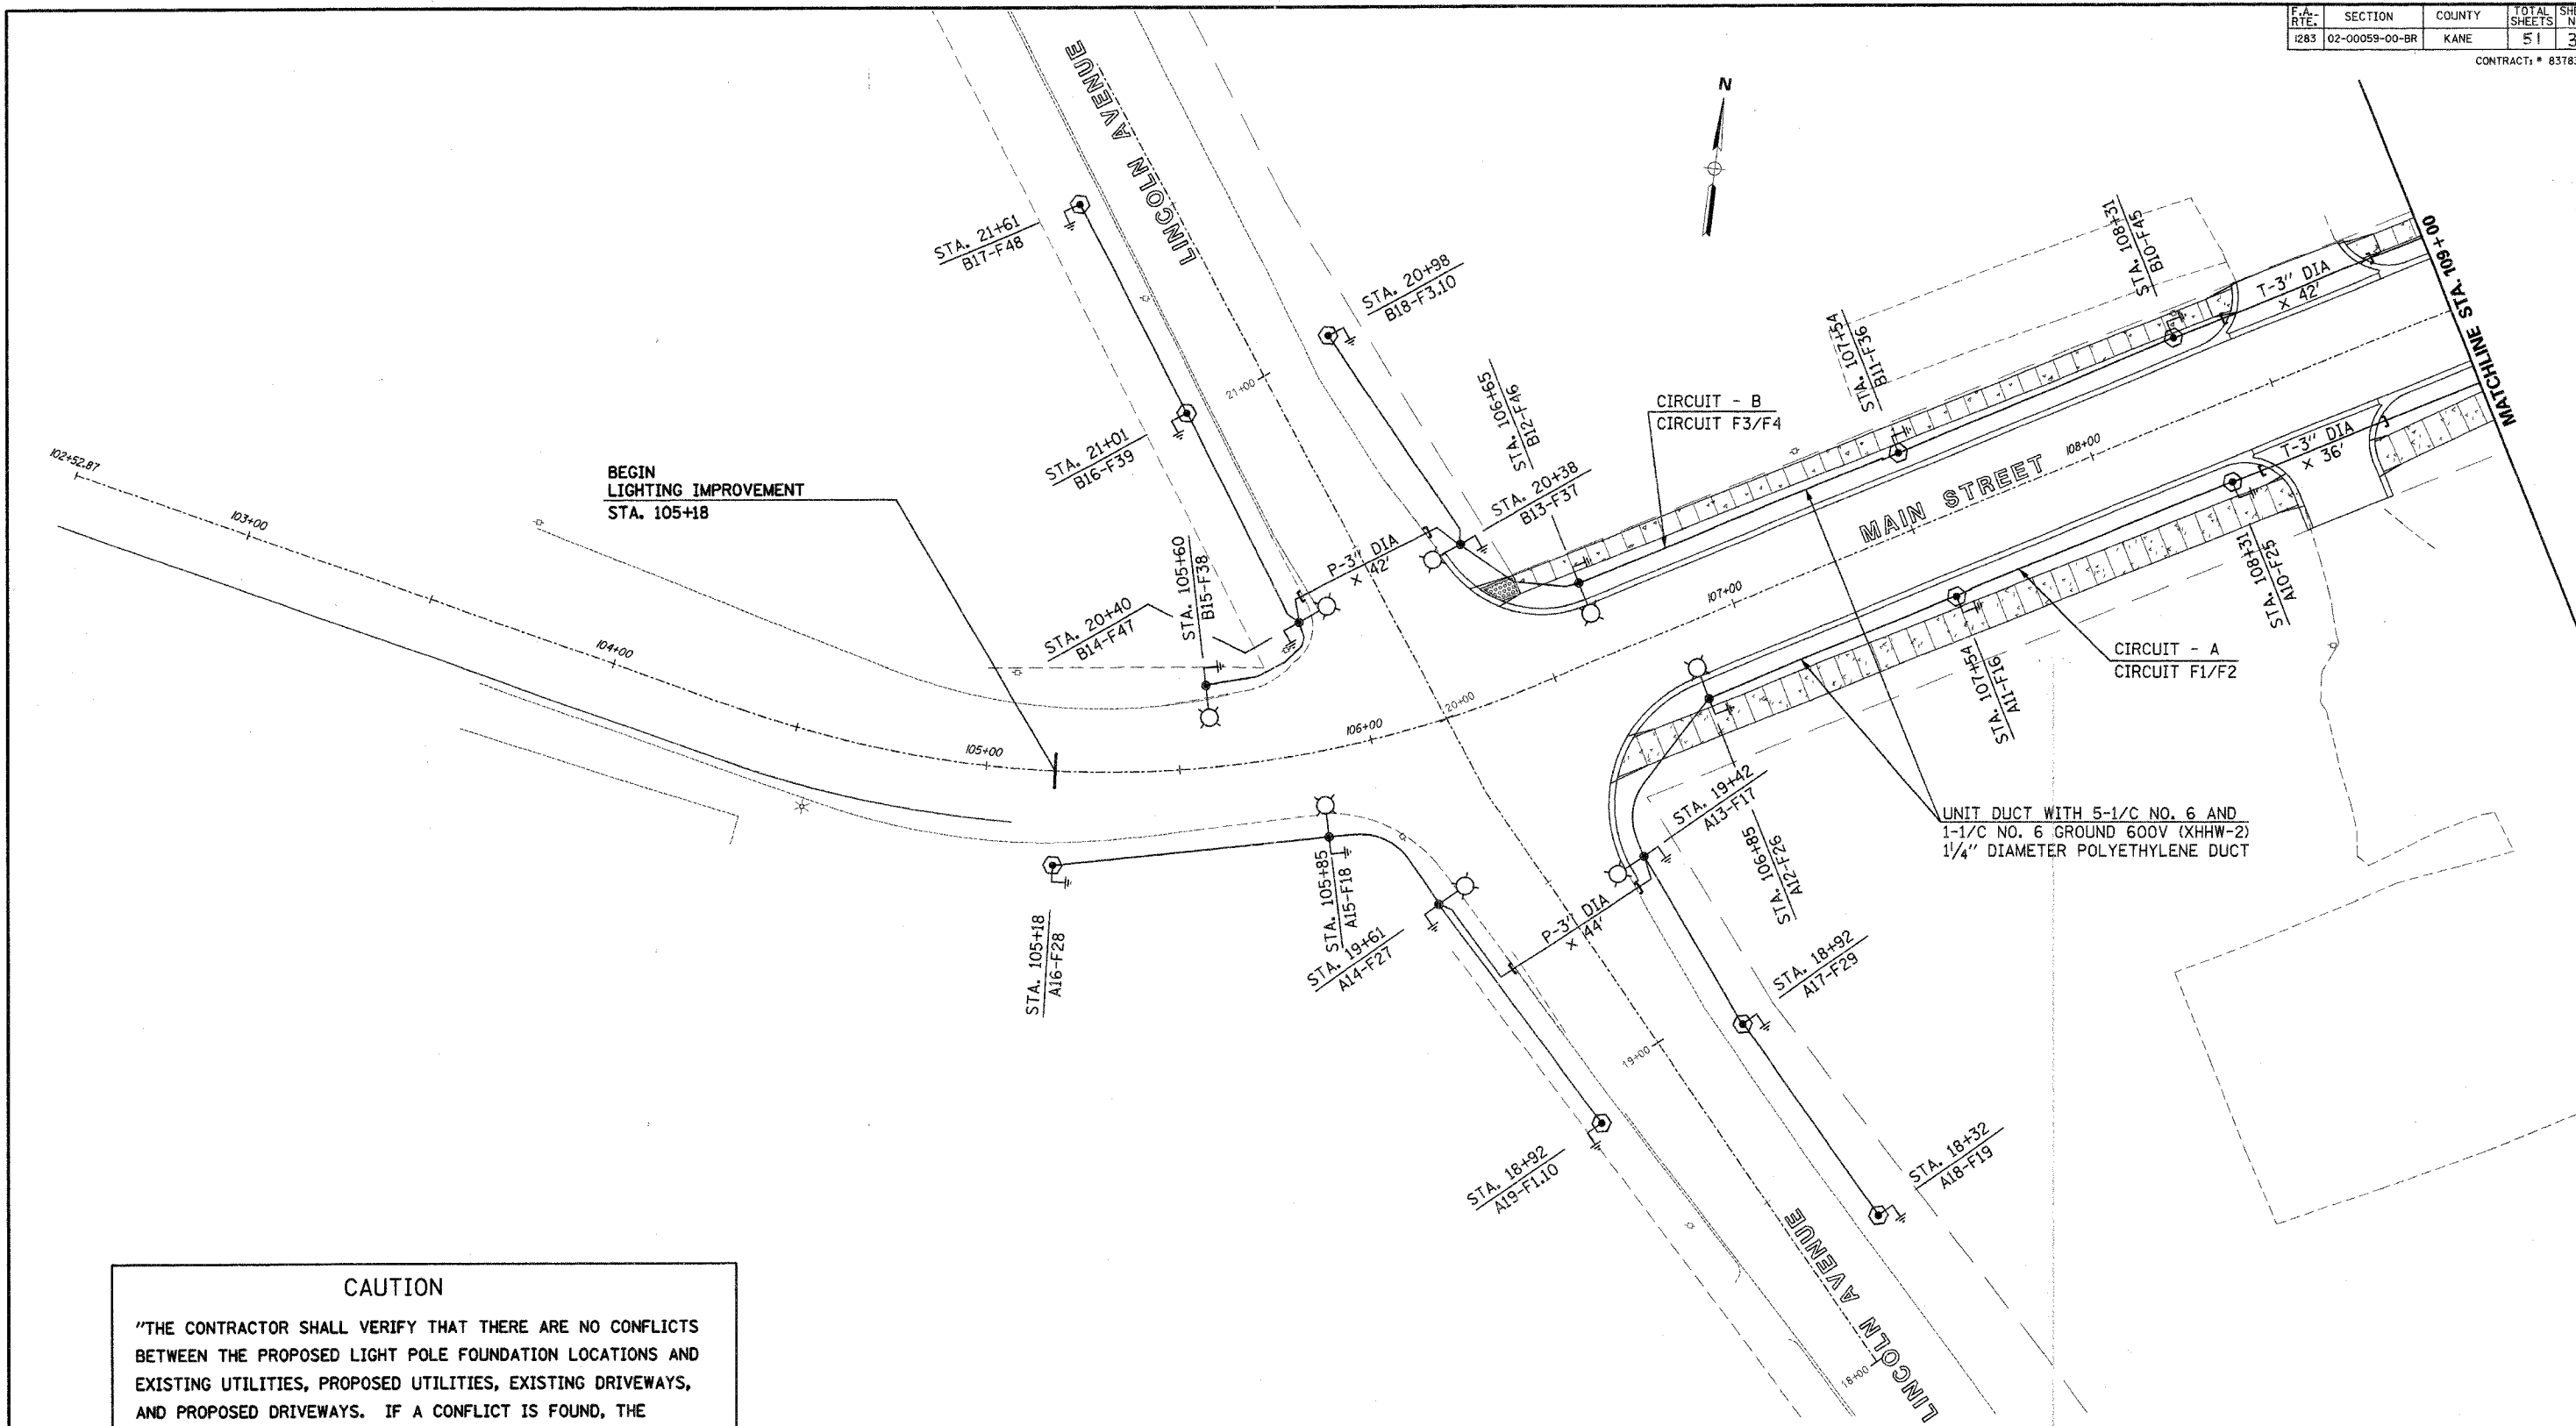 F.A. RTE. SECTION COUNTY TOTAL SHEETS
1283 02-00059-00-BR KANE 51
CONTRACT: # 8378
LINCOLN AVENUE
N
MATCHLINE STA. 109+00
STA. 21+61
B17-F48
STA. 20+98
B18-F3.10
STA. 108+31
B10-F45
T-3" DIA
X 42'
STA. 107+54
B11-F36
STA. 106+65
B12-F46
21+00
CIRCUIT - B
CIRCUIT F3/F4
STA. 21+01
B16-F39
STA. 20+38
B13-F37
102+52.87
BEGIN
LIGHTING IMPROVEMENT
STA. 105+18
103+00
MAIN STREET
108+00
T-3" DIA
X 36'
P-3" DIA
X 42'
STA. 105+60
B15-F38
STA. 20+40
B14-F47
107+00
STA. 108+31
A10-F25
104+00
CIRCUIT - A
CIRCUIT F1/F2
STA. 107+54
A11-F16
20+00
106+00
105+00
STA. 19+42
A13-F17
UNIT DUCT WITH 5-1/C NO. 6 AND
1-1/C NO. 6 GROUND 600V (XHHW-2)
1¼" DIAMETER POLYETHYLENE DUCT
STA. 106+85
A12-F26
STA. 105+85
A15-F18
P-3" DIA
X 44'
STA. 105+18
A16-F28
STA. 19+61
A14-F27
STA. 18+92
A17-F29
19+00
STA. 18+92
A19-F1.10
STA. 18+32
A18-F19
LINCOLN AVENUE
18+00
CAUTION
"THE CONTRACTOR SHALL VERIFY THAT THERE ARE NO CONFLICTS
BETWEEN THE PROPOSED LIGHT POLE FOUNDATION LOCATIONS AND
EXISTING UTILITIES, PROPOSED UTILITIES, EXISTING DRIVEWAYS,
AND PROPOSED DRIVEWAYS. IF A CONFLICT IS FOUND, THE